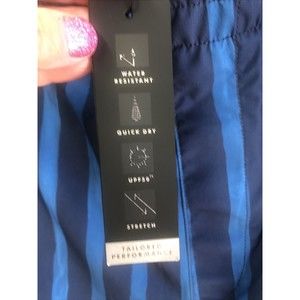 WATER
RESISTANT
QUICK DRY
UPF50+
STRETCH
TAILORED
PERFORMANCE